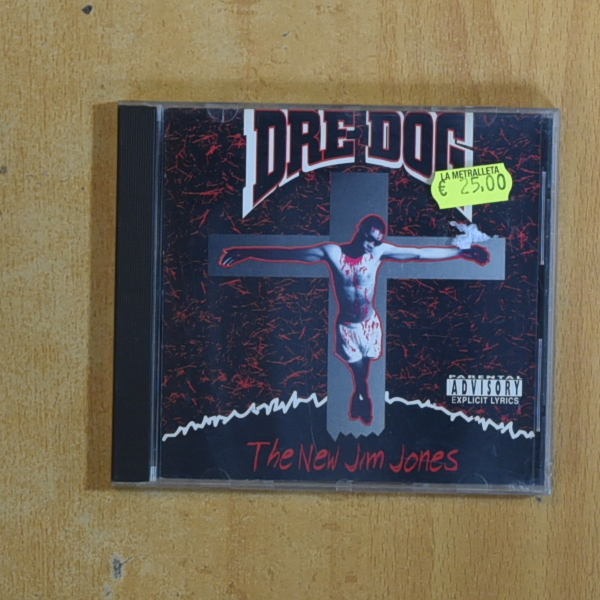 DRE DOG
LA METRALLETA
€ 25.00
PARENTAL
ADVISORY
EXPLICIT LYRICS
The New Jim Jones